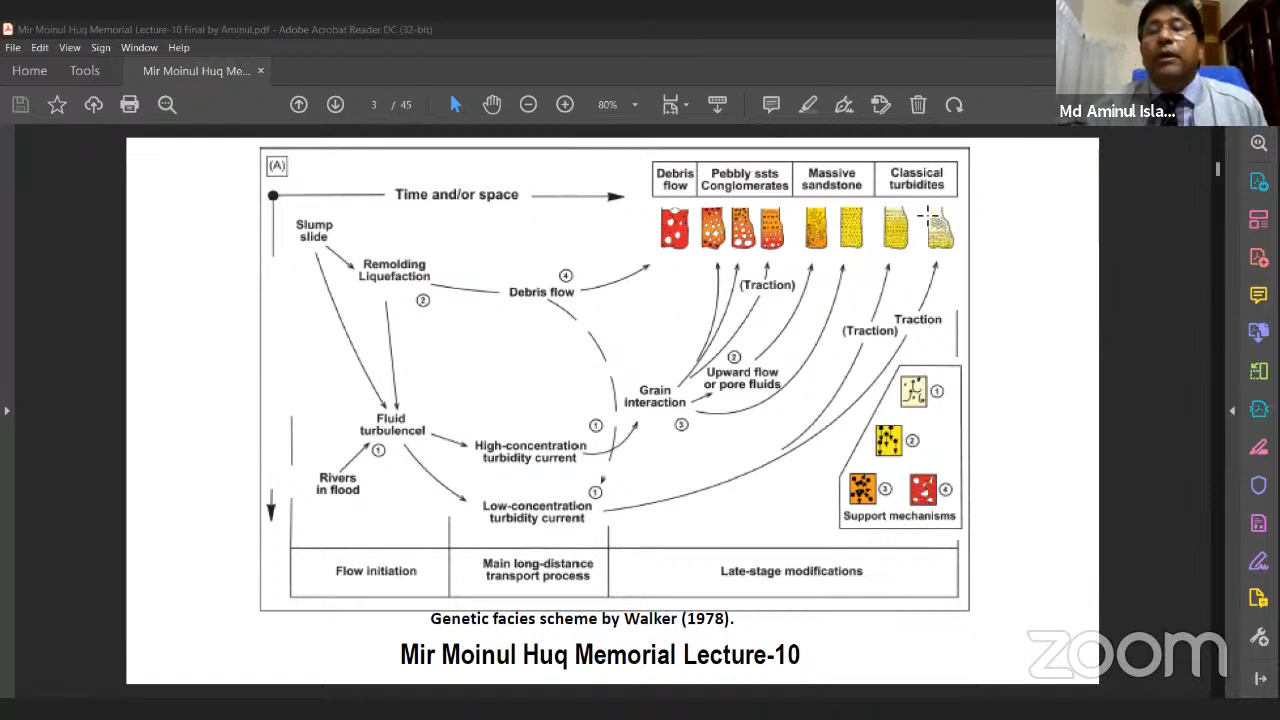 Mir Moinul Huq Memorial Lecture-10 Final by Aminul.pdf - Adobe Acrobat Reader DC (32-bit)
File Edit View Sign Window Help
Home Tools Mir Moinul Huq Me... ×
3 / 45 80%
Md Aminul Isla...
(A)
Time and/or space
Debris
flow
Pebbly ssts
Conglomerates
Massive
sandstone
Classical
turbidites
Slump
slide
Remolding
Liquefaction
2
4
Debris flow
(Traction)
(Traction)
Traction
2
Upward flow
or pore fluids
Grain
interaction
3
Fluid
turbulencel
1
1
High-concentration
turbidity current
Rivers
in flood
1
Low-concentration
turbidity current
1
2
3
4
Support mechanisms
Flow initiation
Main long-distance
transport process
Late-stage modifications
Genetic facies scheme by Walker (1978).
Mir Moinul Huq Memorial Lecture-10
zoom